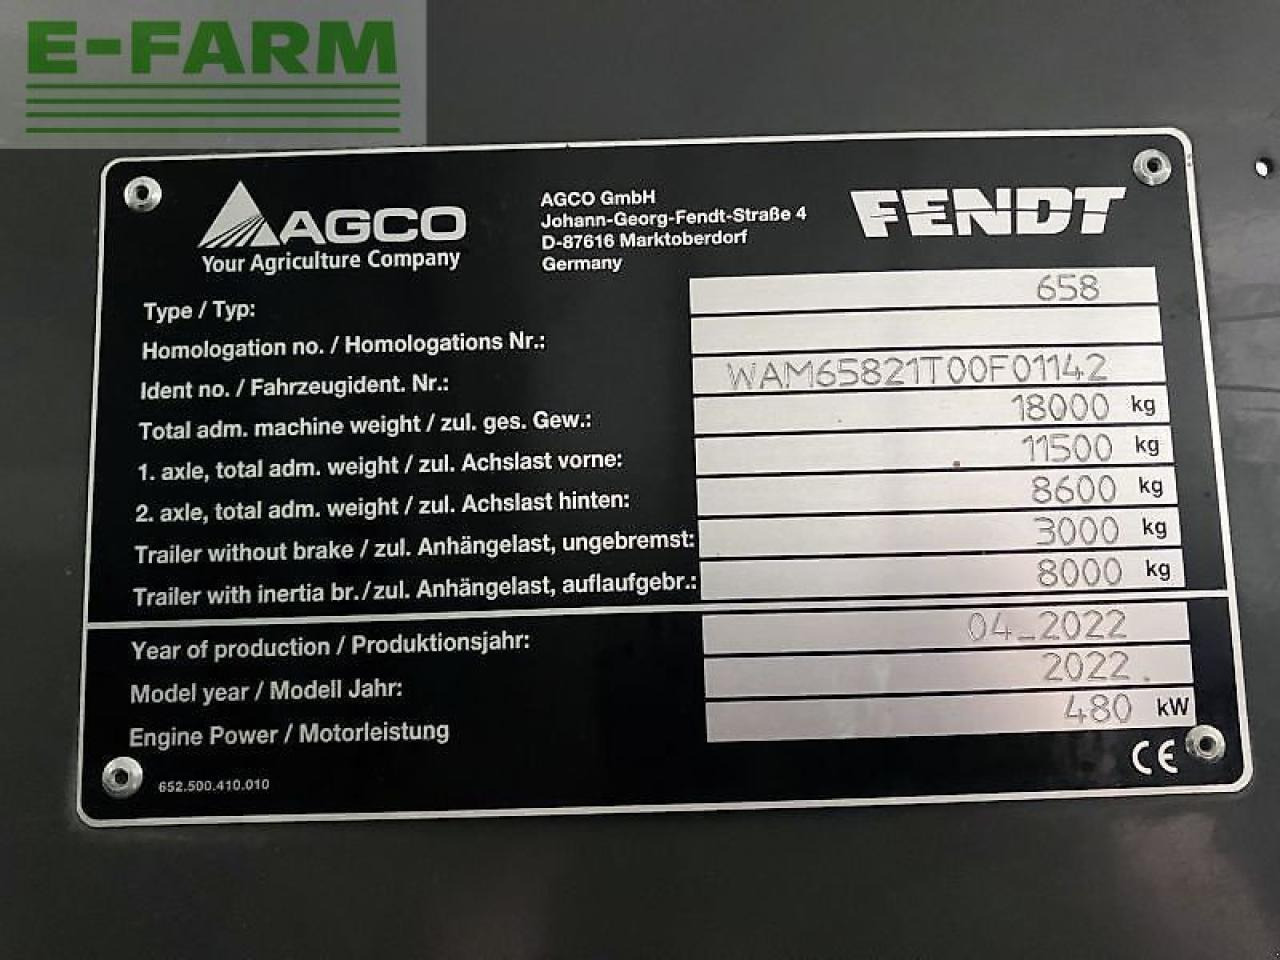 E-FARM
AGCO
Your Agriculture Company
AGCO GmbH
Johann-Georg-Fendt-Straße 4
D-87616 Marktoberdorf
Germany
FENDT
Type / Typ: 658
Homologation no. / Homologations Nr.:
Ident no. / Fahrzeugident. Nr.: WAM65821T00F01142
Total adm. machine weight / zul. ges. Gew.: 18000 kg
1. axle, total adm. weight / zul. Achslast vorne: 11500 kg
2. axle, total adm. weight / zul. Achslast hinten: 8600 kg
Trailer without brake / zul. Anhängelast, ungebremst: 3000 kg
Trailer with inertia br./zul. Anhängelast, auflaufgebr.: 8000 kg
Year of production / Produktionsjahr: 04_2022
Model year / Modell Jahr: 2022
Engine Power / Motorleistung 480 kW
652.500.410.010
CE